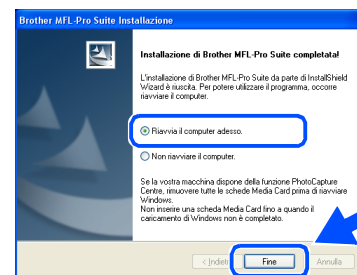 Brother MFL-Pro Suite Installazione
Installazione di Brother MFL-Pro Suite completata!
L'installazione di Brother MFL-Pro Suite da parte di InstallShield
Wizard è riuscita. Per potere utilizzare il programma, occorre
riavviare il computer.
Riavvia il computer adesso.
Non riavviare il computer.
Se la vostra macchina dispone della funzione PhotoCapture
Centre, rimuovere tutte le schede Media Card prima di riavviare
Windows.
Non inserire una scheda Media Card fino a quando il
caricamento di Windows non è completato.
< Indietro Fine Annulla